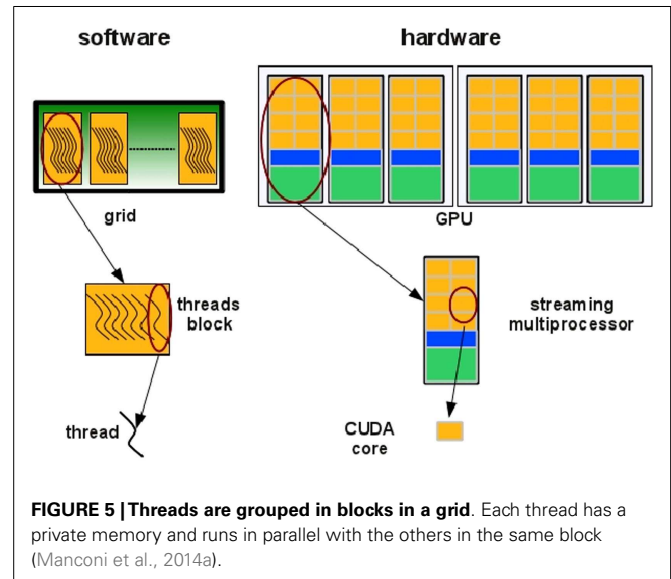 software
hardware
grid
GPU
threads
block
streaming
multiprocessor
thread
CUDA
core
FIGURE 5 | Threads are grouped in blocks in a grid. Each thread has a
private memory and runs in parallel with the others in the same block
(Manconi et al., 2014a).